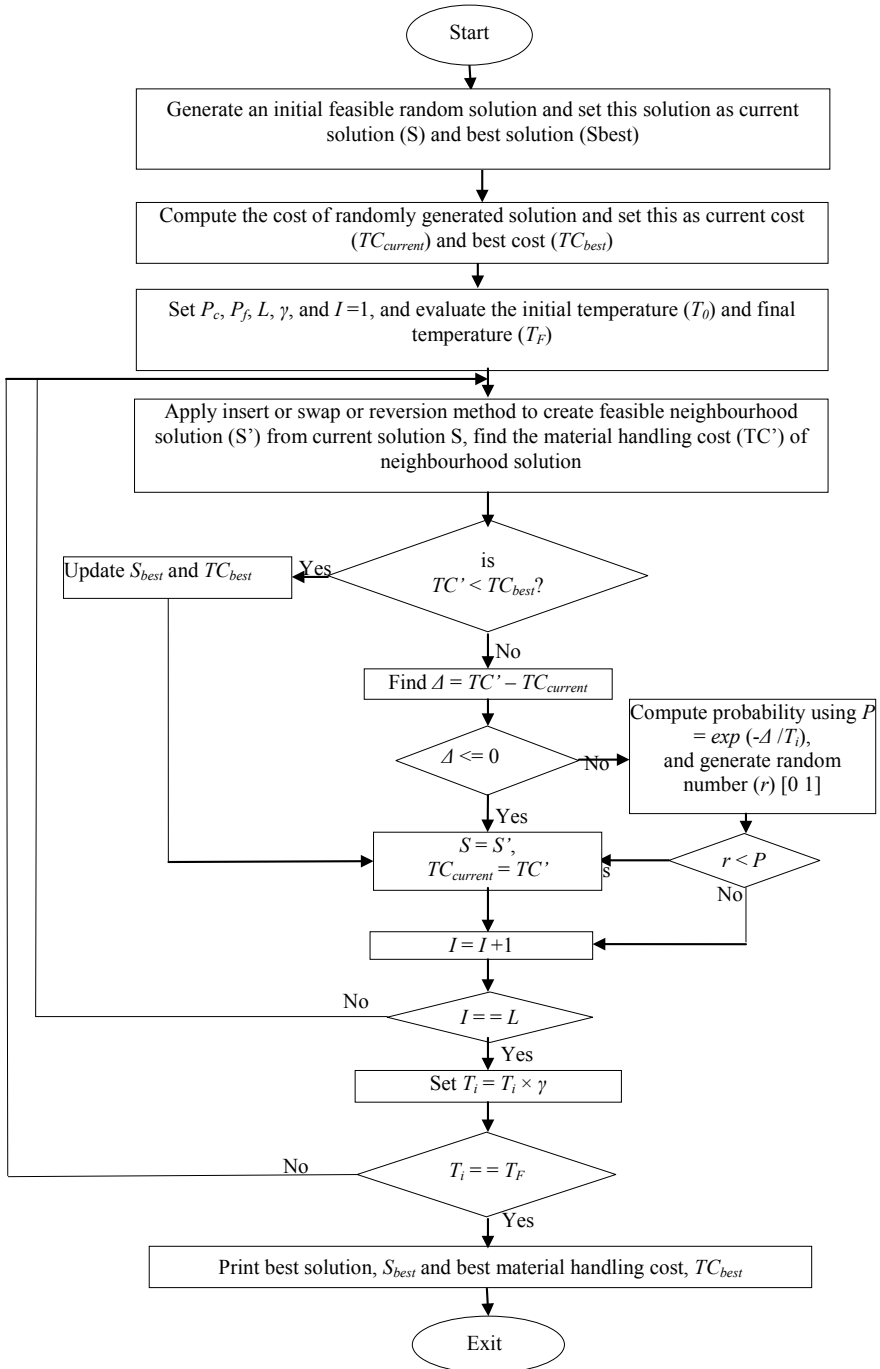 Start
Generate an initial feasible random solution and set this solution as current
solution (S) and best solution (Sbest)
Compute the cost of randomly generated solution and set this as current cost
(TCcurrent) and best cost (TCbest)
Set Pc, Pf, L, γ, and I =1, and evaluate the initial temperature (T0) and final
temperature (TF)
Apply insert or swap or reversion method to create feasible neighbourhood
solution (S’) from current solution S, find the material handling cost (TC’) of
neighbourhood solution
is
TC’ < TCbest?
Yes
Update Sbest and TCbest
No
Find Δ = TC’ – TCcurrent
Δ <= 0
No
Compute probability using P
= exp (-Δ /Ti),
and generate random
number (r) [0 1]
Yes
S = S’,
TCcurrent = TC’
s
r < P
No
I = I +1
I = = L
No
Yes
Set Ti = Ti × γ
Ti = = TF
No
Yes
Print best solution, Sbest and best material handling cost, TCbest
Exit